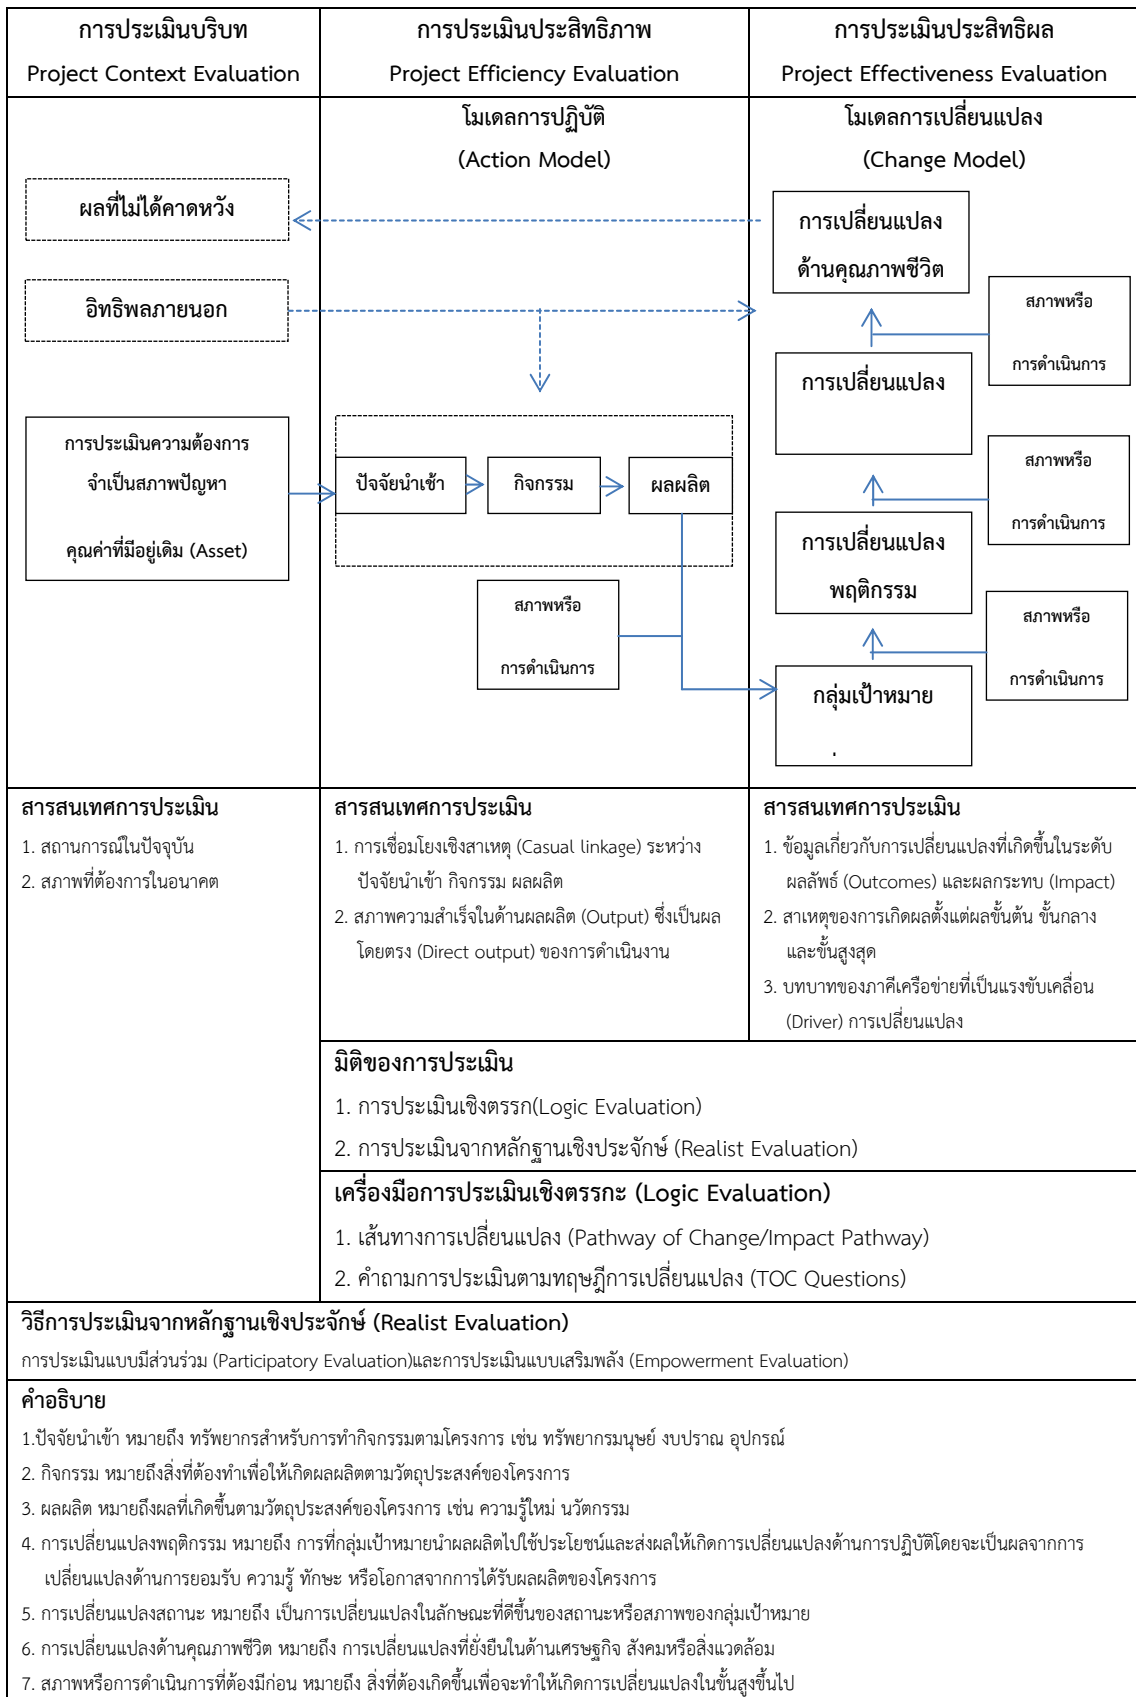 การประเมินบริบท
Project Context Evaluation
การประเมินประสิทธิภาพ
Project Efficiency Evaluation
การประเมินประสิทธิผล
Project Effectiveness Evaluation
โมเดลการปฏิบัติ
(Action Model)
โมเดลการเปลี่ยนแปลง
(Change Model)
ผลที่ไม่ได้คาดหวัง
อิทธิพลภายนอก
การประเมินความต้องการ
จำเป็นสภาพปัญหา
คุณค่าที่มีอยู่เดิม (Asset)
ปัจจัยนำเช้า
กิจกรรม
ผลผลิต
สภาพหรือ
การดำเนินการ
การเปลี่ยนแปลง
ด้านคุณภาพชีวิต
สภาพหรือ
การดำเนินการ
การเปลี่ยนแปลง
สภาพหรือ
การดำเนินการ
การเปลี่ยนแปลง
พฤติกรรม
สภาพหรือ
การดำเนินการ
กลุ่มเป้าหมาย
สารสนเทศการประเมิน
1. สถานการณ์ในปัจจุบัน
2. สภาพที่ต้องการในอนาคต
สารสนเทศการประเมิน
1. การเชื่อมโยงเชิงสาเหตุ (Casual linkage) ระหว่าง
ปัจจัยนำเข้า กิจกรรม ผลผลิต
2. สภาพความสำเร็จในด้านผลผลิต (Output) ซึ่งเป็นผล
โดยตรง (Direct output) ของการดำเนินงาน
สารสนเทศการประเมิน
1. ข้อมูลเกี่ยวกับการเปลี่ยนแปลงที่เกิดขึ้นในระดับ
ผลลัพธ์ (Outcomes) และผลกระทบ (Impact)
2. สาเหตุของการเกิดผลตั้งแต่ผลขั้นต้น ขั้นกลาง
และขั้นสูงสุด
3. บทบาทของภาคีเครือข่ายที่เป็นแรงขับเคลื่อน
(Driver) การเปลี่ยนแปลง
มิติของการประเมิน
1. การประเมินเชิงตรรก(Logic Evaluation)
2. การประเมินจากหลักฐานเชิงประจักษ์ (Realist Evaluation)
เครื่องมือการประเมินเชิงตรรกะ (Logic Evaluation)
1. เส้นทางการเปลี่ยนแปลง (Pathway of Change/Impact Pathway)
2. คำถามการประเมินตามทฤษฎีการเปลี่ยนแปลง (TOC Questions)
วิธีการประเมินจากหลักฐานเชิงประจักษ์ (Realist Evaluation)
การประเมินแบบมีส่วนร่วม (Participatory Evaluation)และการประเมินแบบเสริมพลัง (Empowerment Evaluation)
คำอธิบาย
1.ปัจจัยนำเข้า หมายถึง ทรัพยากรสำหรับการทำกิจกรรมตามโครงการ เช่น ทรัพยากรมนุษย์ งบปราณ อุปกรณ์
2. กิจกรรม หมายถึงสิ่งที่ต้องทำเพื่อให้เกิดผลผลิตตามวัตถุประสงค์ของโครงการ
3. ผลผลิต หมายถึงผลที่เกิดขึ้นตามวัตถุประสงค์ของโครงการ เช่น ความรู้ใหม่ นวัตกรรม
4. การเปลี่ยนแปลงพฤติกรรม หมายถึง การที่กลุ่มเป้าหมายนำผลผลิตไปใช้ประโยชน์และส่งผลให้เกิดการเปลี่ยนแปลงด้านการปฏิบัติโดยจะเป็นผลจากการ
เปลี่ยนแปลงด้านการยอมรับ ความรู้ ทักษะ หรือโอกาสจากการได้รับผลผลิตของโครงการ
5. การเปลี่ยนแปลงสถานะ หมายถึง เป็นการเปลี่ยนแปลงในลักษณะที่ดีขึ้นของสถานะหรือสภาพของกลุ่มเป้าหมาย
6. การเปลี่ยนแปลงด้านคุณภาพชีวิต หมายถึง การเปลี่ยนแปลงที่ยั่งยืนในด้านเศรษฐกิจ สังคมหรือสิ่งแวดล้อม
7. สภาพหรือการดำเนินการที่ต้องมีก่อน หมายถึง สิ่งที่ต้องเกิดขึ้นเพื่อจะทำให้เกิดการเปลี่ยนแปลงในขั้นสูงขึ้นไป